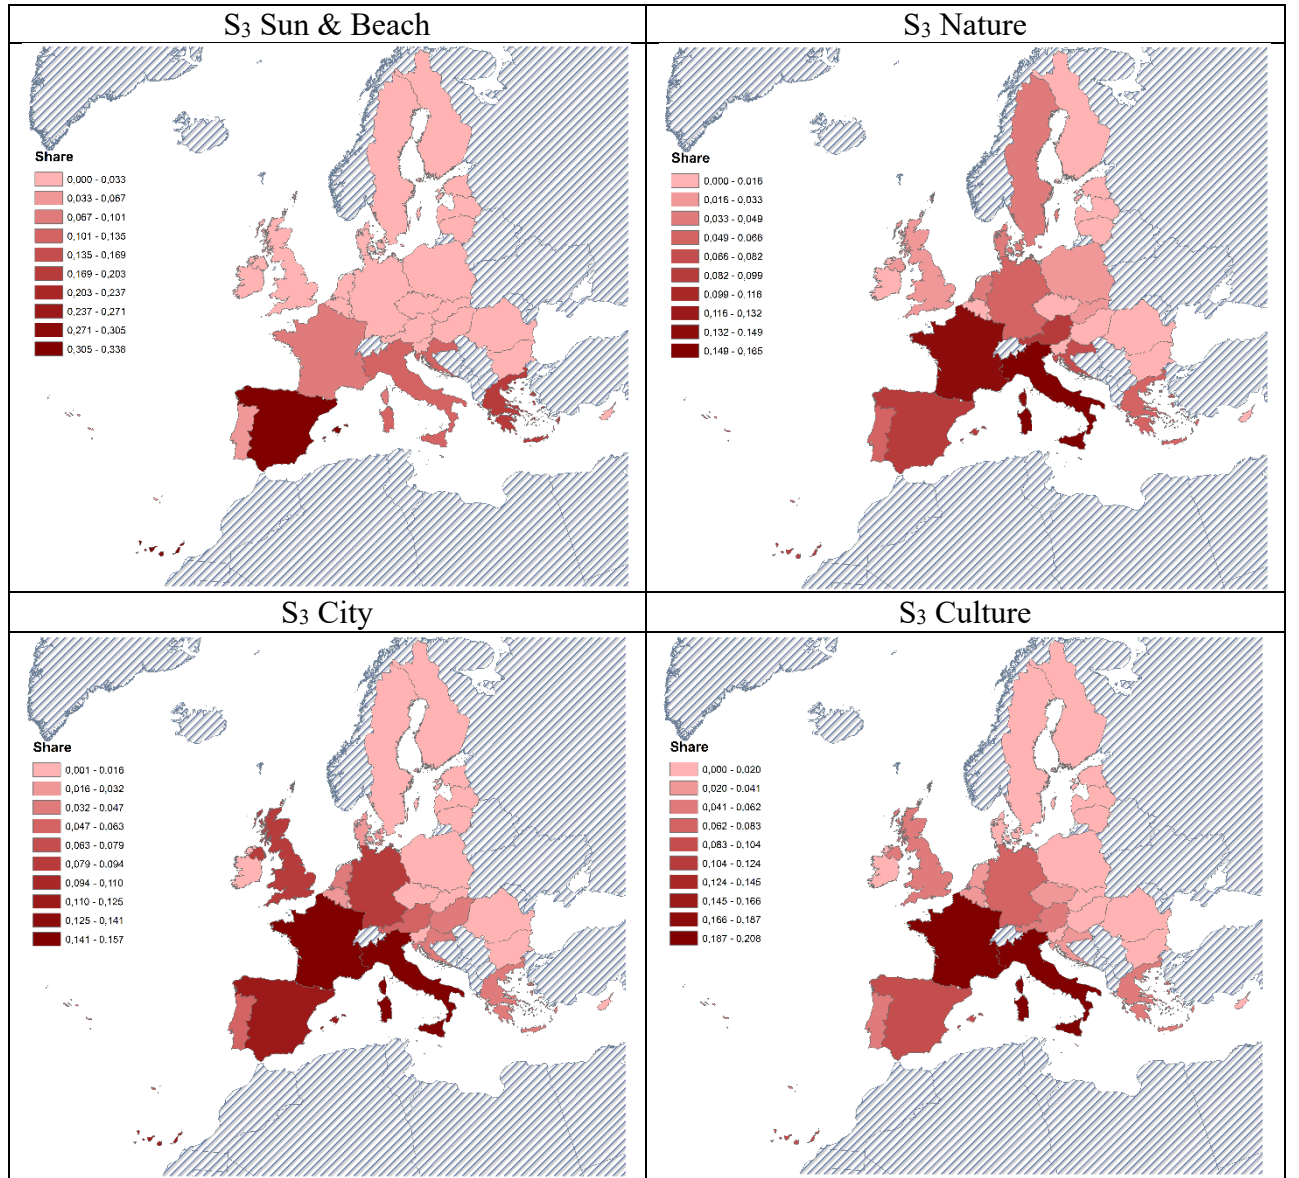 S₃ Sun & Beach
Share
0,000 - 0,033
0,033 - 0,067
0,067 - 0,101
0,101 - 0,135
0,135 - 0,169
0,169 - 0,203
0,203 - 0,237
0,237 - 0,271
0,271 - 0,305
0,305 - 0,338
S₃ Nature
Share
0,000 - 0,016
0,016 - 0,033
0,033 - 0,049
0,049 - 0,066
0,066 - 0,082
0,082 - 0,099
0,099 - 0,116
0,116 - 0,132
0,132 - 0,149
0,149 - 0,165
S₃ City
Share
0,001 - 0,016
0,016 - 0,032
0,032 - 0,047
0,047 - 0,063
0,063 - 0,079
0,079 - 0,094
0,094 - 0,110
0,110 - 0,125
0,125 - 0,141
0,141 - 0,157
S₃ Culture
Share
0,000 - 0,020
0,020 - 0,041
0,041 - 0,062
0,062 - 0,083
0,083 - 0,104
0,104 - 0,124
0,124 - 0,145
0,145 - 0,166
0,166 - 0,187
0,187 - 0,208